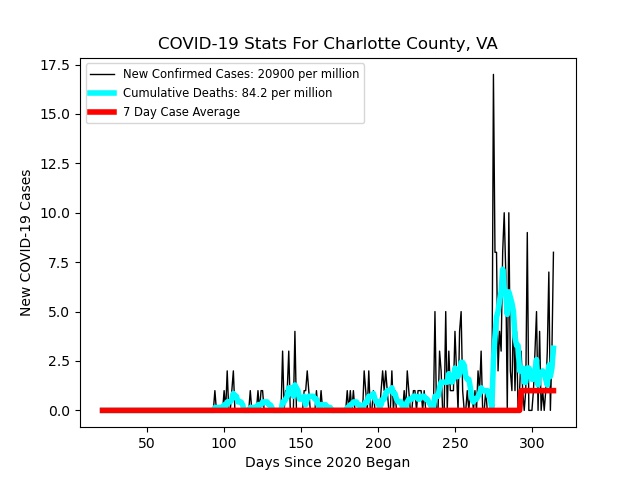 COVID-19 Stats For Charlotte County, VA
New Confirmed Cases: 20900 per million
Cumulative Deaths: 84.2 per million
7 Day Case Average
New COVID-19 Cases
17.5
15.0
12.5
10.0
7.5
5.0
2.5
0.0
50 100 150 200 250 300
Days Since 2020 Began